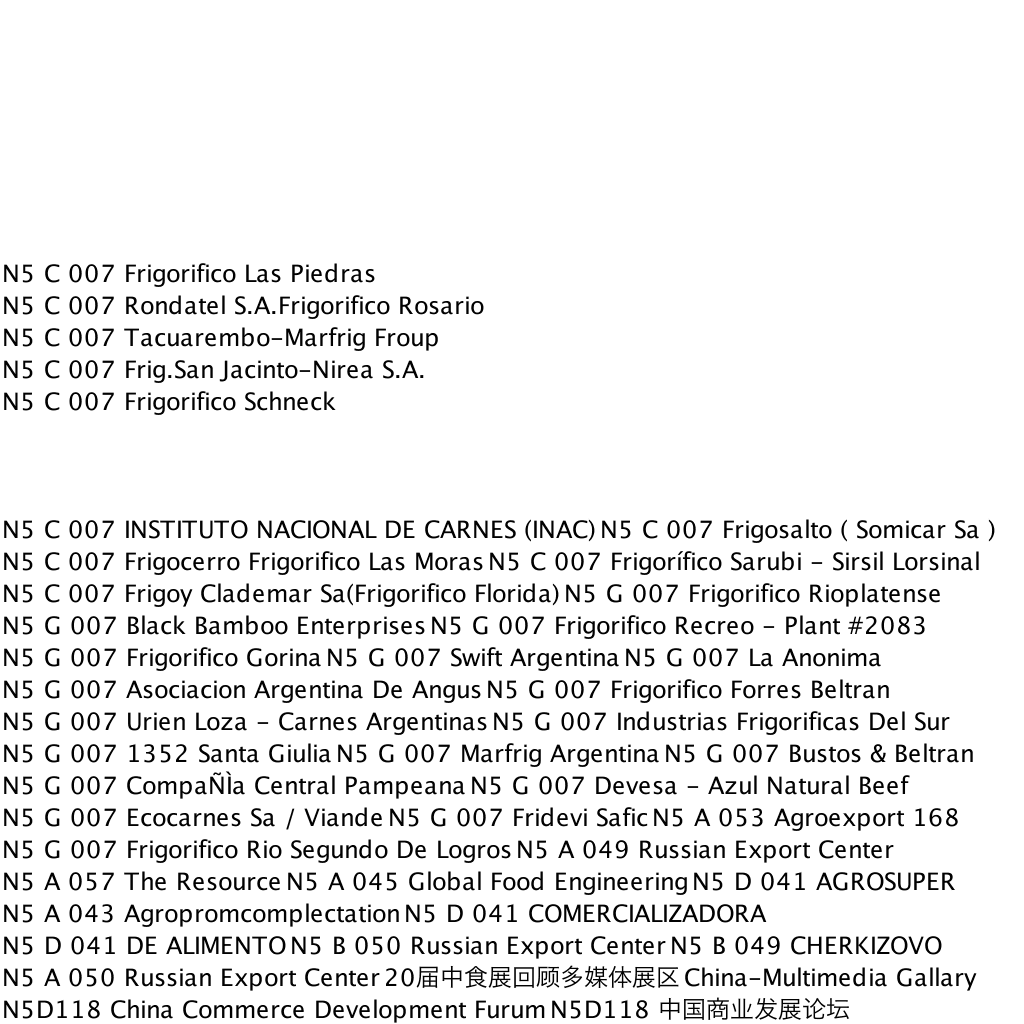 N5 C 007 Frigorifico Las Piedras
N5 C 007 Rondatel S.A.Frigorifico Rosario
N5 C 007 Tacuarembo-Marfrig Froup
N5 C 007 Frig.San Jacinto-Nirea S.A.
N5 C 007 Frigorifico Schneck
N5 C 007 INSTITUTO NACIONAL DE CARNES (INAC) N5 C 007 Frigosalto ( Somicar Sa )
N5 C 007 Frigocerro Frigorifico Las Moras N5 C 007 Frigorífico Sarubi - Sirsil Lorsinal
N5 C 007 Frigoy Clademar Sa(Frigorifico Florida) N5 G 007 Frigorifico Rioplatense
N5 G 007 Black Bamboo Enterprises N5 G 007 Frigorifico Recreo - Plant #2083
N5 G 007 Frigorifico Gorina N5 G 007 Swift Argentina N5 G 007 La Anonima
N5 G 007 Asociacion Argentina De Angus N5 G 007 Frigorifico Forres Beltran
N5 G 007 Urien Loza - Carnes Argentinas N5 G 007 Industrias Frigorificas Del Sur
N5 G 007 1352 Santa Giulia N5 G 007 Marfrig Argentina N5 G 007 Bustos & Beltran
N5 G 007 CompaÑÌa Central Pampeana N5 G 007 Devesa - Azul Natural Beef
N5 G 007 Ecocarnes Sa / Viande N5 G 007 Fridevi Safic N5 A 053 Agroexport 168
N5 G 007 Frigorifico Rio Segundo De Logros N5 A 049 Russian Export Center
N5 A 057 The Resource N5 A 045 Global Food Engineering N5 D 041 AGROSUPER
N5 A 043 Agropromcomplectation N5 D 041 COMERCIALIZADORA
N5 D 041 DE ALIMENTO N5 B 050 Russian Export Center N5 B 049 CHERKIZOVO
N5 A 050 Russian Export Center 20届中食展回顾多媒体展区 China-Multimedia Gallary
N5D118 China Commerce Development Furum N5D118 中国商业发展论坛